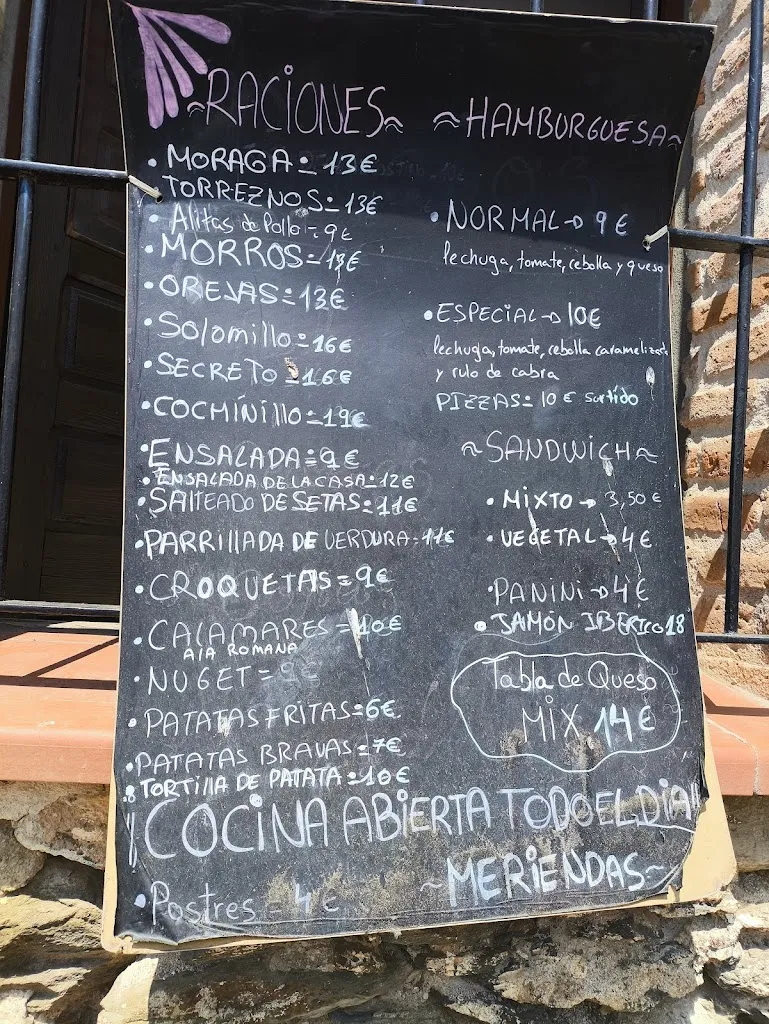 ~RACIONES~
• MORAGA = 13€
TORREZNOS = 13€
• Alitas de Pollo = 9€
• MORROS = 13€
• OREJAS = 13€
• Solomillo = 16€
• SECRETO = 16€
• COCHINILLO = 19€
• ENSALADA = 9€
• ENSALADA DE LA CASA = 12€
• SALTEADO DE SETAS = 11€
• PARRILLADA DE VERDURA = 11€
• CROQUETAS = 9€
• CALAMARES = 10€
A LA ROMANA
• NUGET = 9€
• PATATAS FRITAS = 6€
• PATATAS BRAVAS = 7€
• TORTILLA DE PATATA = 10€
≈HAMBURGUESA≈
• NORMAL → 9€
lechuga, tomate, cebolla y queso
• ESPECIAL → 10€
lechuga, tomate, cebolla
y rulo de cabra
PIZZAS = 10€ surtido
≈SANDWICH≈
• MIXTO → 3,50€
• VEGETAL → 4€
• PANINI → 4€
• JAMÓN IBERICO 18
Tabla de Queso
MIX 14€
¡¡COCINA ABIERTA TODO EL DIA!!
~MERIENDAS~
• Postres = 4€